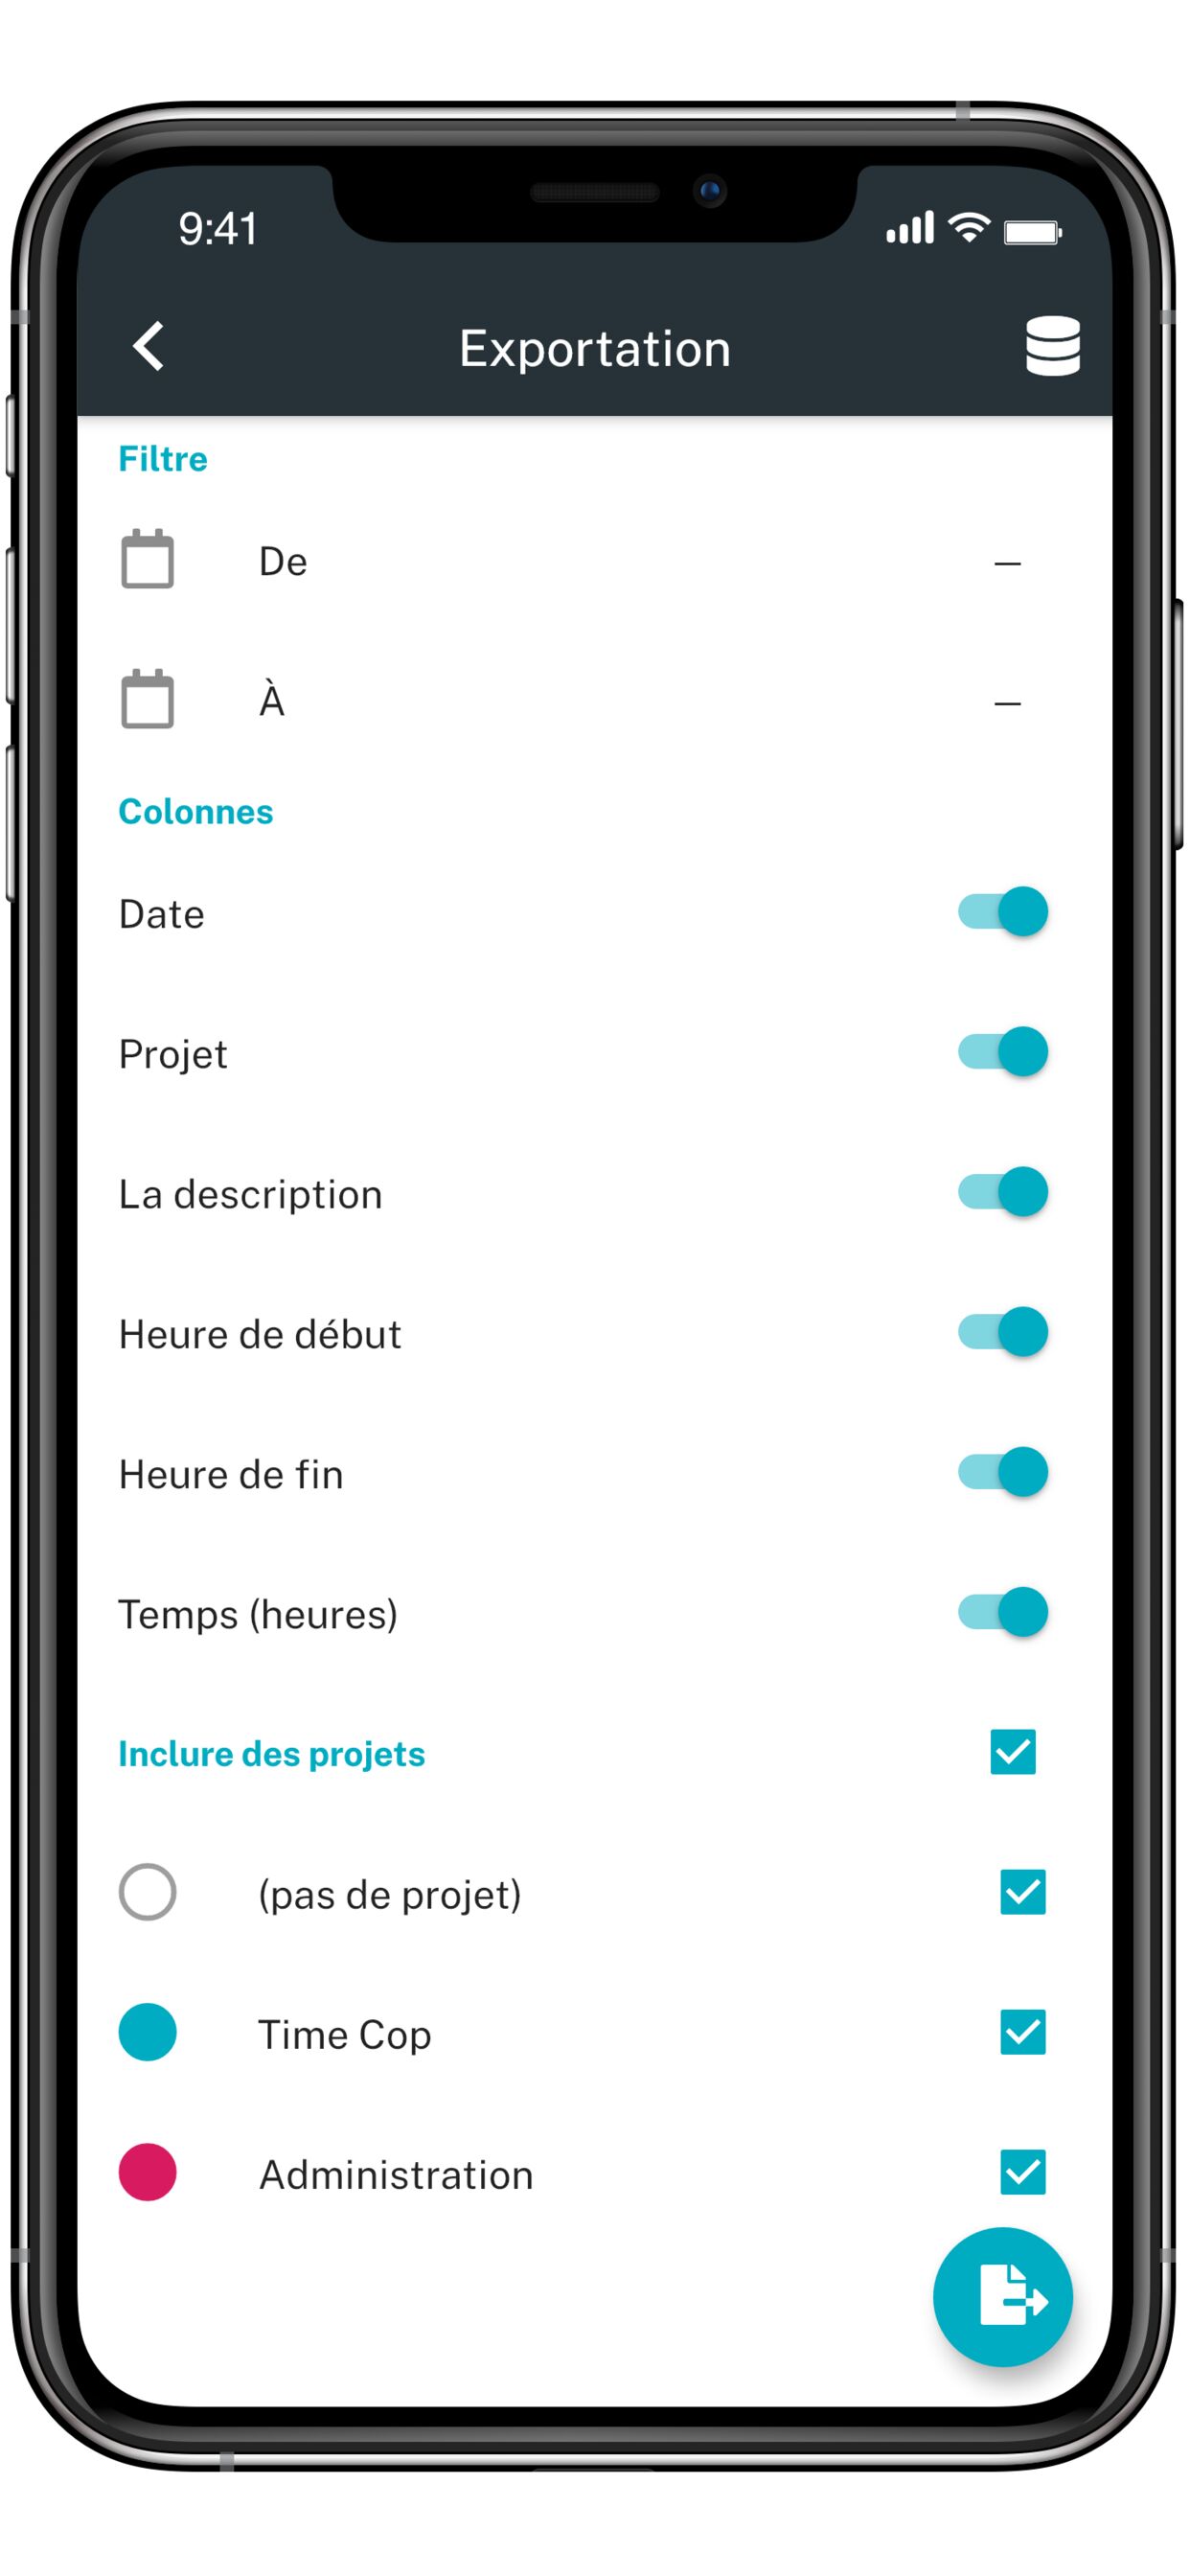 9:41
Exportation
Filtre
De –
À –
Colonnes
Date
Projet
La description
Heure de début
Heure de fin
Temps (heures)
Inclure des projets
(pas de projet)
Time Cop
Administration